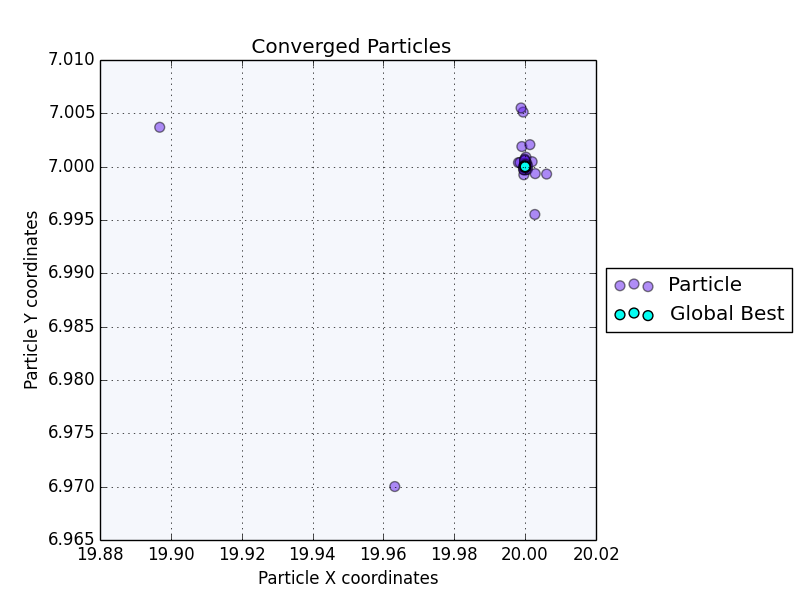 Converged Particles
7.010
7.005
7.000
6.995
6.990
6.985
6.980
6.975
6.970
6.965
Particle Y coordinates
19.88 19.90 19.92 19.94 19.96 19.98 20.00 20.02
Particle X coordinates
Particle
Global Best